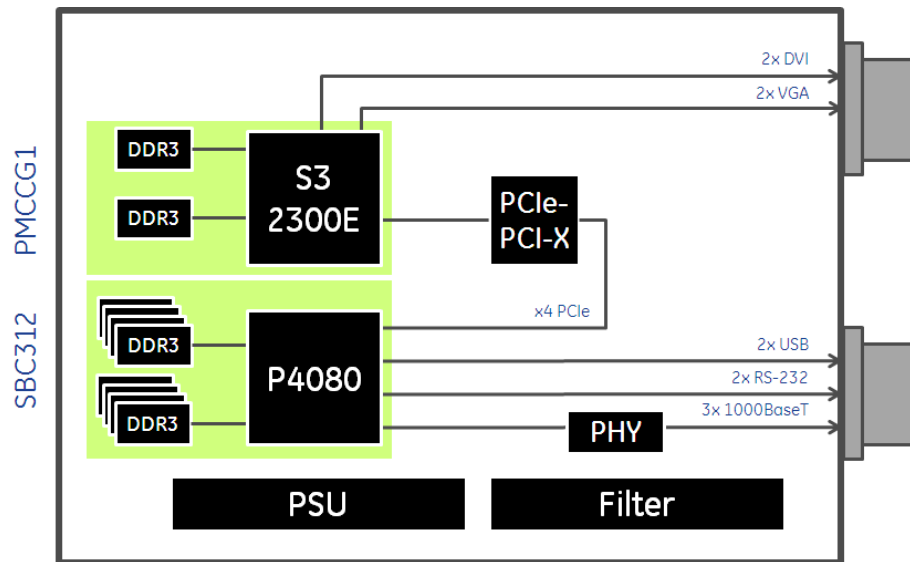 2x DVI
2x VGA
PMCCG1
DDR3
S3
2300E
DDR3
PCIe-
PCI-X
SBC312
x4 PCIe
DDR3
P4080
DDR3
2x USB
2x RS-232
3x 1000BaseT
PHY
PSU
Filter